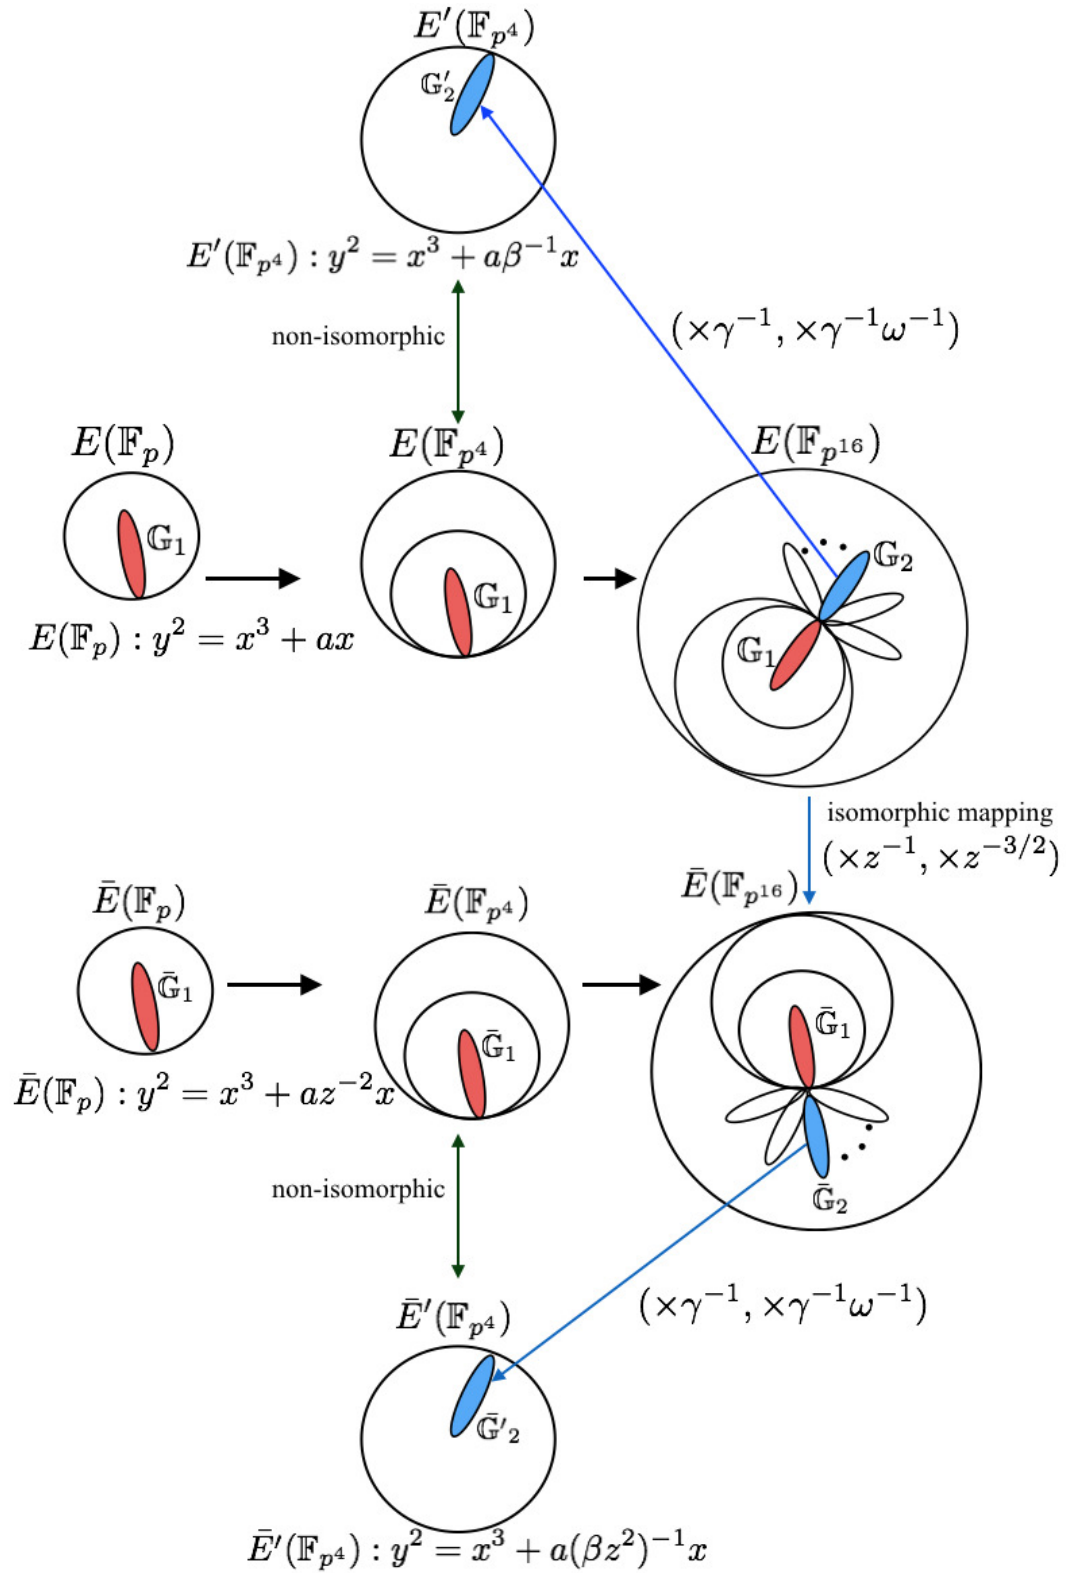 E′(𝔽_{p^4})
𝔾′_2
E′(𝔽_{p^4}) : y^2 = x^3 + aβ^{-1}x
non-isomorphic
(×γ^{-1}, ×γ^{-1}ω^{-1})
E(𝔽_p)
E(𝔽_{p^4})
E(𝔽_{p^{16}})
𝔾_1
𝔾_1
𝔾_2
𝔾_1
E(𝔽_p) : y^2 = x^3 + ax
isomorphic mapping
(×z^{-1}, ×z^{-3/2})
Ē(𝔽_p)
Ē(𝔽_{p^4})
Ē(𝔽_{p^{16}})
𝔾̄_1
𝔾̄_1
𝔾̄_1
Ē(𝔽_p) : y^2 = x^3 + az^{-2}x
non-isomorphic
𝔾̄_2
(×γ^{-1}, ×γ^{-1}ω^{-1})
Ē′(𝔽_{p^4})
𝔾̄′_2
Ē′(𝔽_{p^4}) : y^2 = x^3 + a(βz^2)^{-1}x